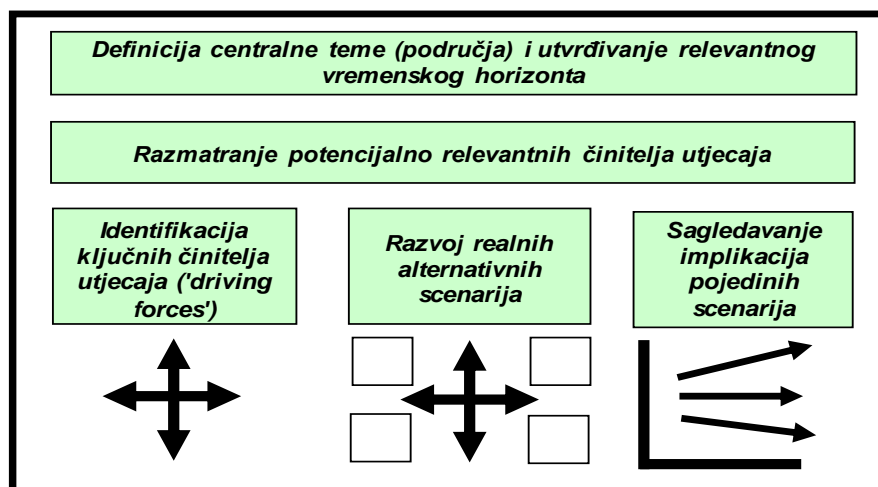 Definicija centralne teme (područja) i utvrđivanje relevantnog
vremenskog horizonta
Razmatranje potencijalno relevantnih činitelja utjecaja
Identifikacija
ključnih činitelja
utjecaja ('driving
forces')
Razvoj realnih
alternativnih
scenarija
Sagledavanje
implikacija
pojedinih
scenarija